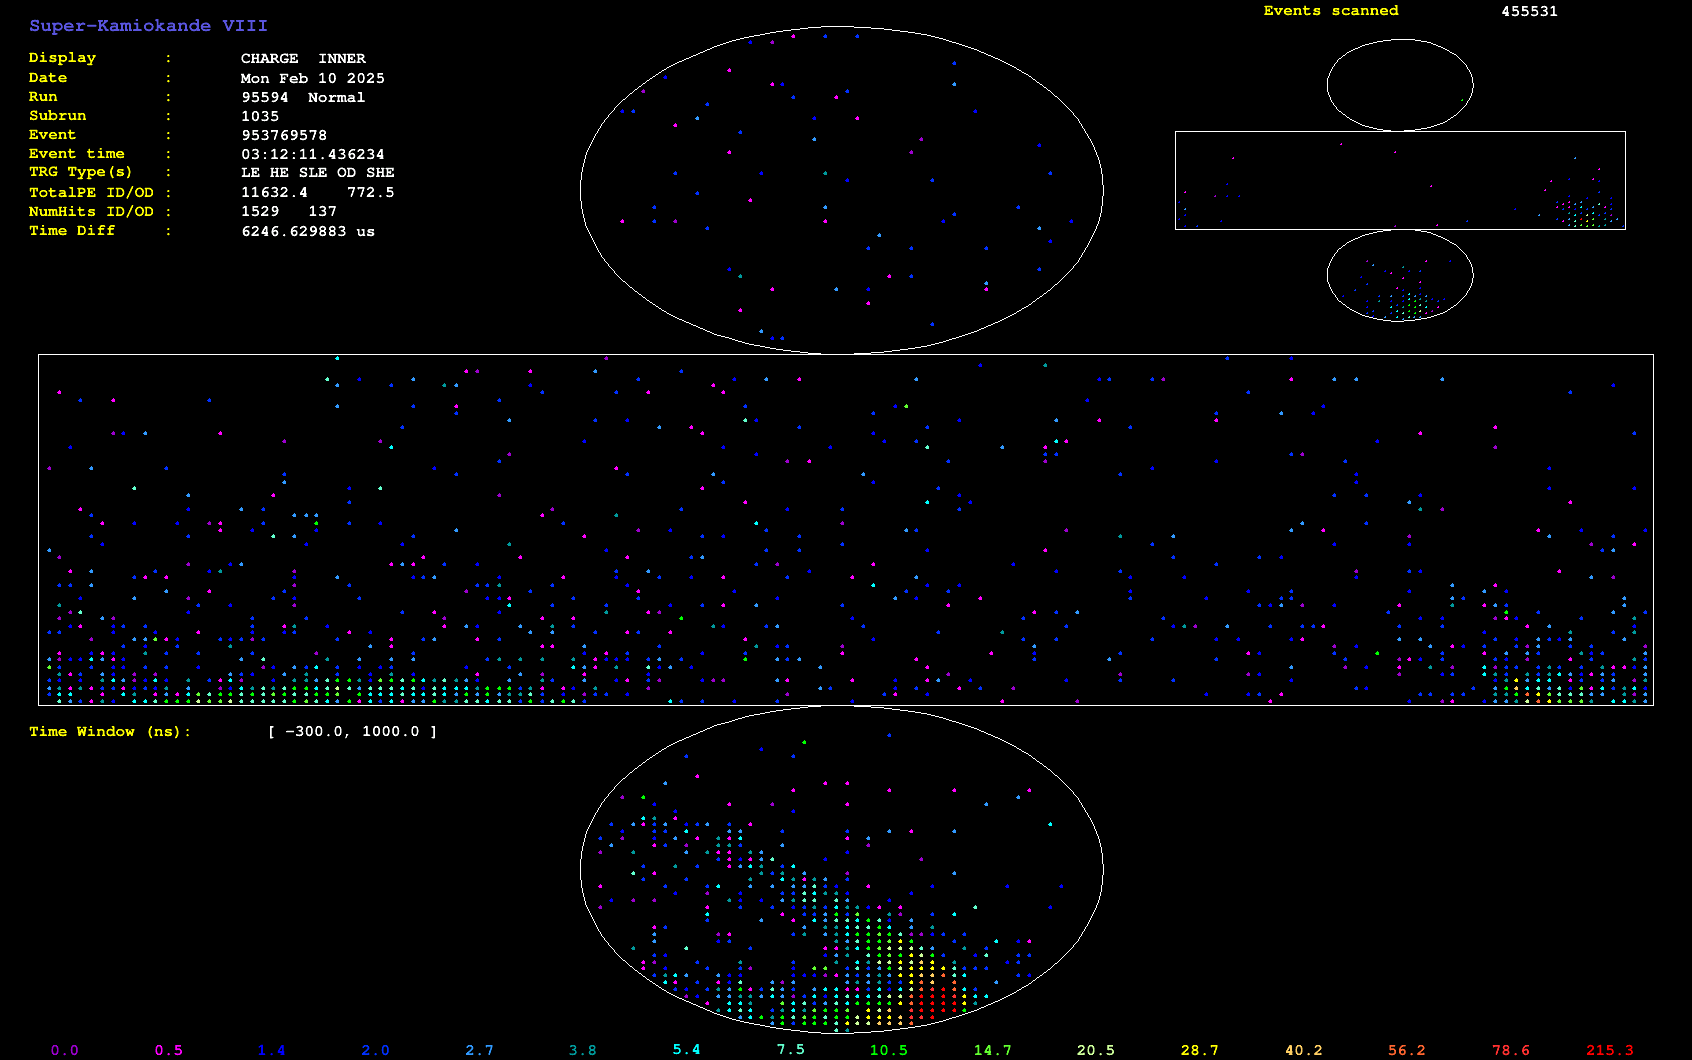 Super-Kamiokande VIII
Events scanned 455531
Display : CHARGE INNER
Date : Mon Feb 10 2025
Run : 95594 Normal
Subrun : 1035
Event : 953769578
Event time : 03:12:11.436234
TRG Type(s) : LE HE SLE OD SHE
TotalPE ID/OD : 11632.4 772.5
NumHits ID/OD : 1529 137
Time Diff : 6246.629883 us
Time Window (ns): [ -300.0, 1000.0 ]
0.0 0.5 1.4 2.0 2.7 3.8 5.4 7.5 10.5 14.7 20.5 28.7 40.2 56.2 78.6 215.3